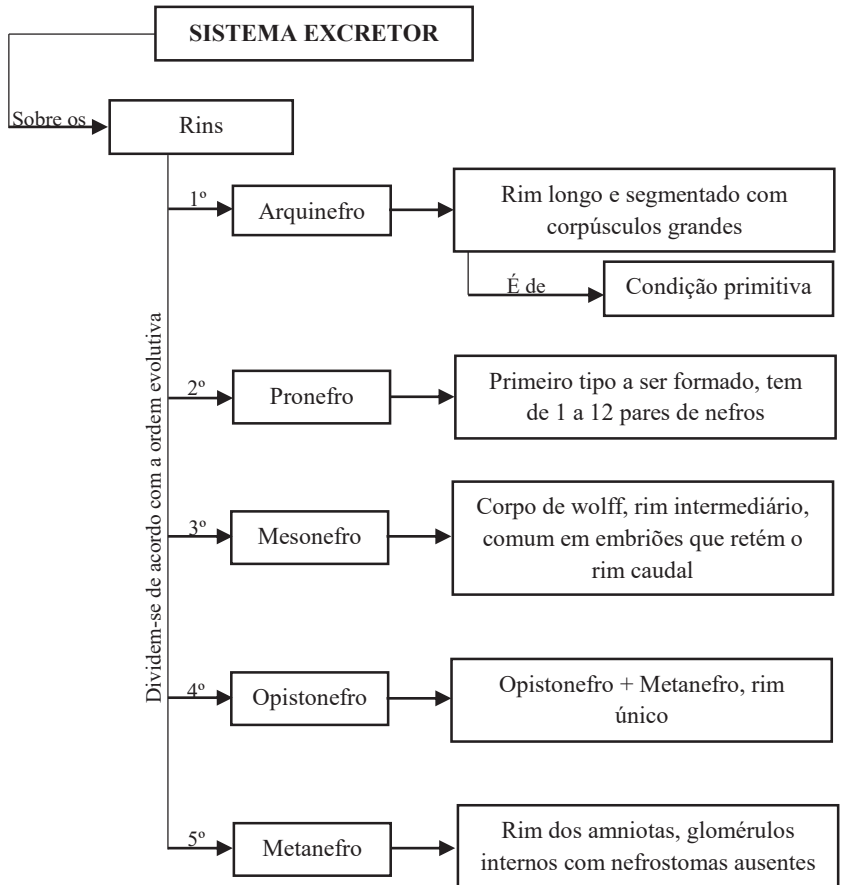 SISTEMA EXCRETOR
Sobre os
Rins
Dividem-se de acordo com a ordem evolutiva
1º
Arquinefro
Rim longo e segmentado com
corpúsculos grandes
É de
Condição primitiva
2º
Pronefro
Primeiro tipo a ser formado, tem
de 1 a 12 pares de nefros
3º
Mesonefro
Corpo de wolff, rim intermediário,
comum em embriões que retém o
rim caudal
4º
Opistonefro
Opistonefro + Metanefro, rim
único
5º
Metanefro
Rim dos amniotas, glomérulos
internos com nefrostomas ausentes